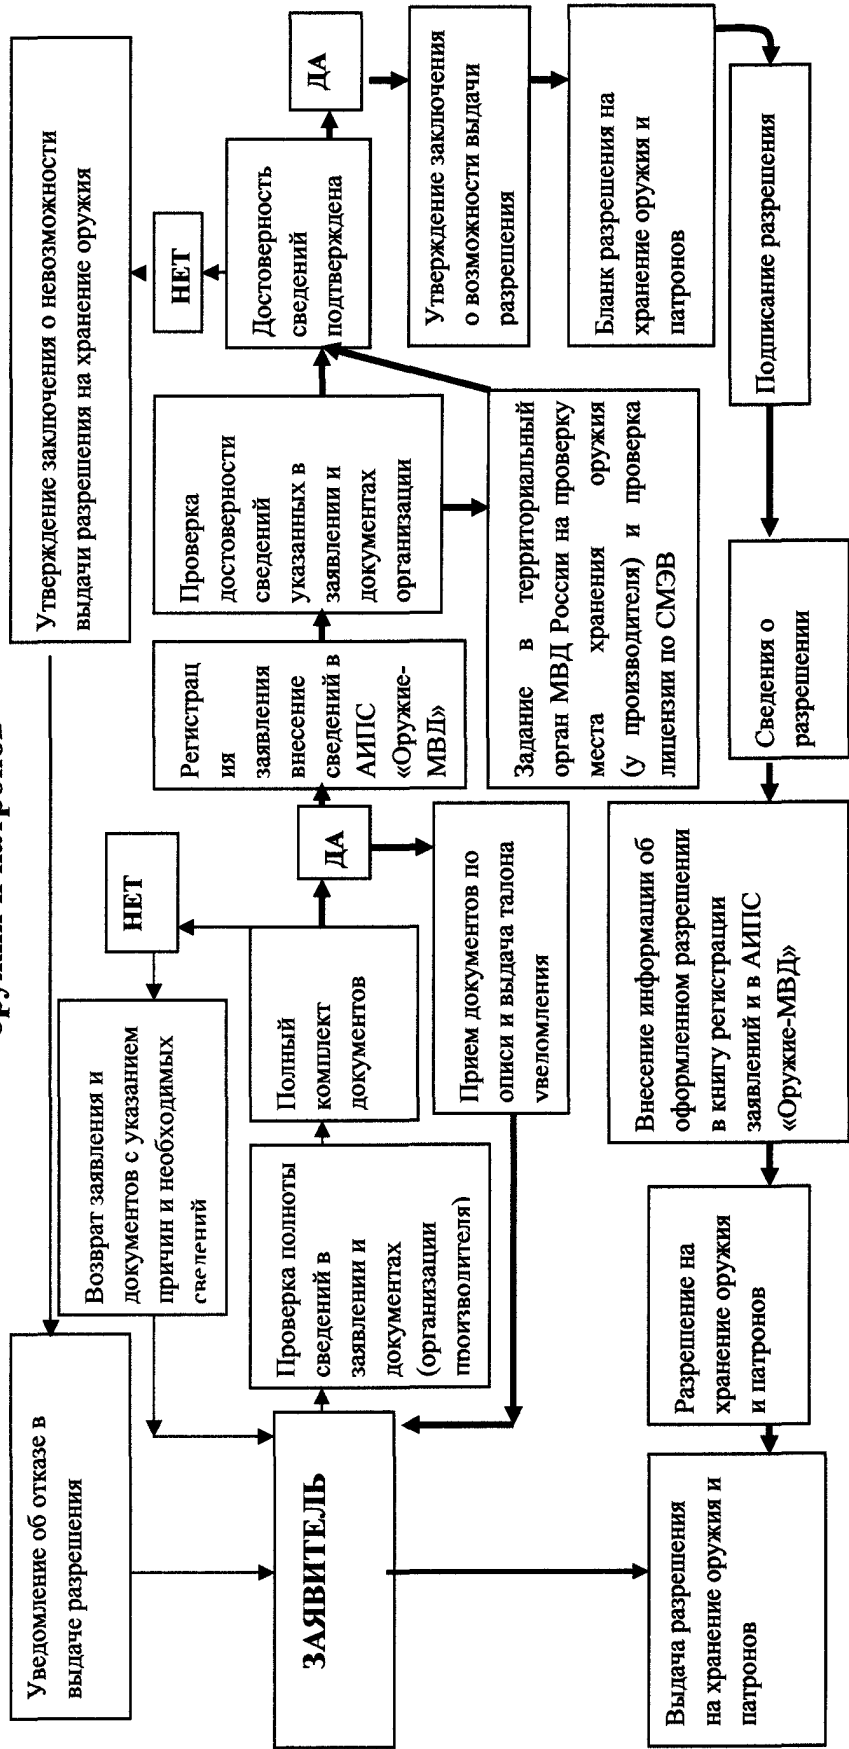 оружия и патронов
Уведомление об отказе в
выдаче разрешения
Утверждение заключения о невозможности
выдачи разрешения на хранение оружия
Возврат заявления и
документов с указанием
причин и необходимых
сведений
НЕТ
НЕТ
ЗАЯВИТЕЛЬ
Проверка полноты
сведений в
заявлении и
документах
(организации
производителя)
Полный
комплект
документов
ДА
Регистрац
ия
заявления
внесение
сведений в
АИПС
«Оружие-
МВД»
Проверка
достоверности
сведений
указанных в
заявлении и
документах
организации
Достоверность
сведений
подтверждена
ДА
Прием документов по
описи и выдача талона
уведомления
Задание в территориальный
орган МВД России на проверку
места хранения оружия
(у производителя) и проверка
лицензии по СМЭВ
Утверждение заключения
о возможности выдачи
разрешения
Бланк разрешения на
хранение оружия и
патронов
Выдача разрешения
на хранение оружия и
патронов
Разрешение на
хранение оружия
и патронов
Внесение информации об
оформленном разрешении
в книгу регистрации
заявлений и в АИПС
«Оружие-МВД»
Сведения о
разрешении
Подписание разрешения